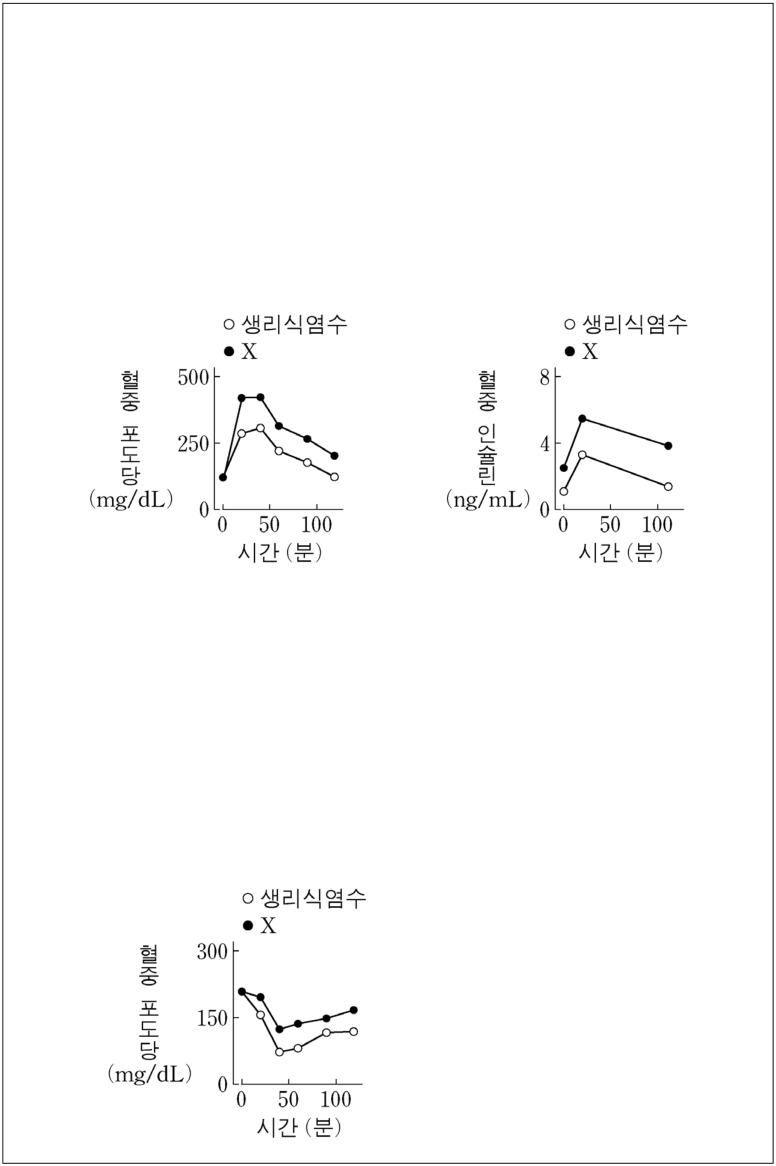 ○ 생리식염수
● X
혈중 포도당
(mg/dL)
500
250
0
0 50 100
시간 (분)
○ 생리식염수
● X
혈중 인슐린
(ng/mL)
8
4
0
0 50 100
시간 (분)
○ 생리식염수
● X
혈중 포도당
(mg/dL)
300
150
0
0 50 100
시간 (분)